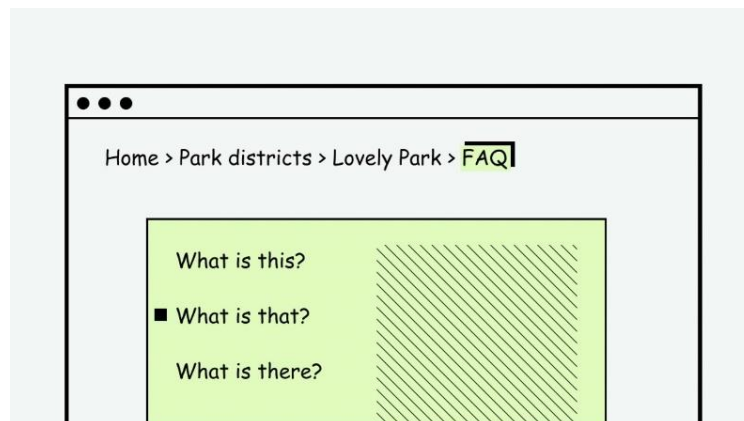 Home > Park districts > Lovely Park > FAQ
What is this?
What is that?
What is there?